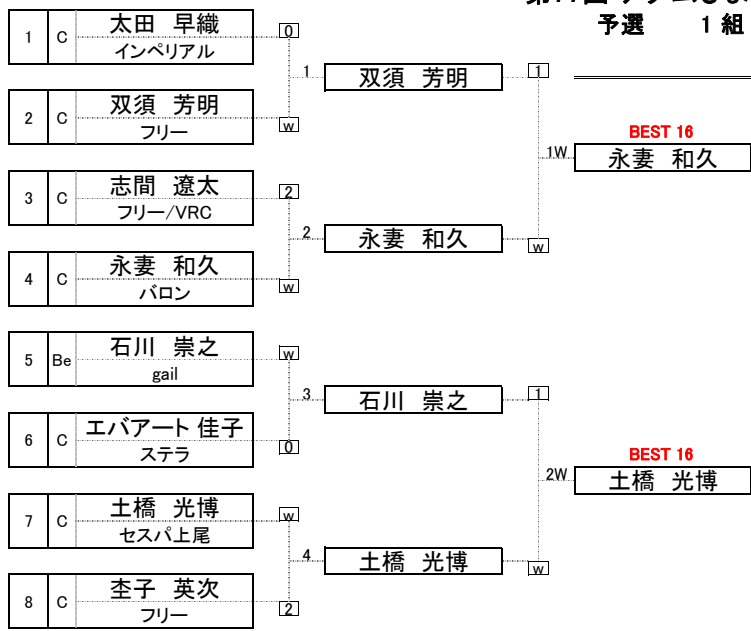 予選 1 組
1 C 太田 早織 0
インペリアル
1 双須 芳明 1
2 C 双須 芳明 w
フリー
BEST 16
1W 永妻 和久
3 C 志間 遼太 2
フリー/VRC
2 永妻 和久 w
4 C 永妻 和久 w
バロン
5 Be 石川 崇之 w
gail
3 石川 崇之 1
6 C エバアート 佳子 0
ステラ
BEST 16
2W 土橋 光博
7 C 土橋 光博 w
セスパ上尾
4 土橋 光博 w
8 C 杢子 英次 2
フリー